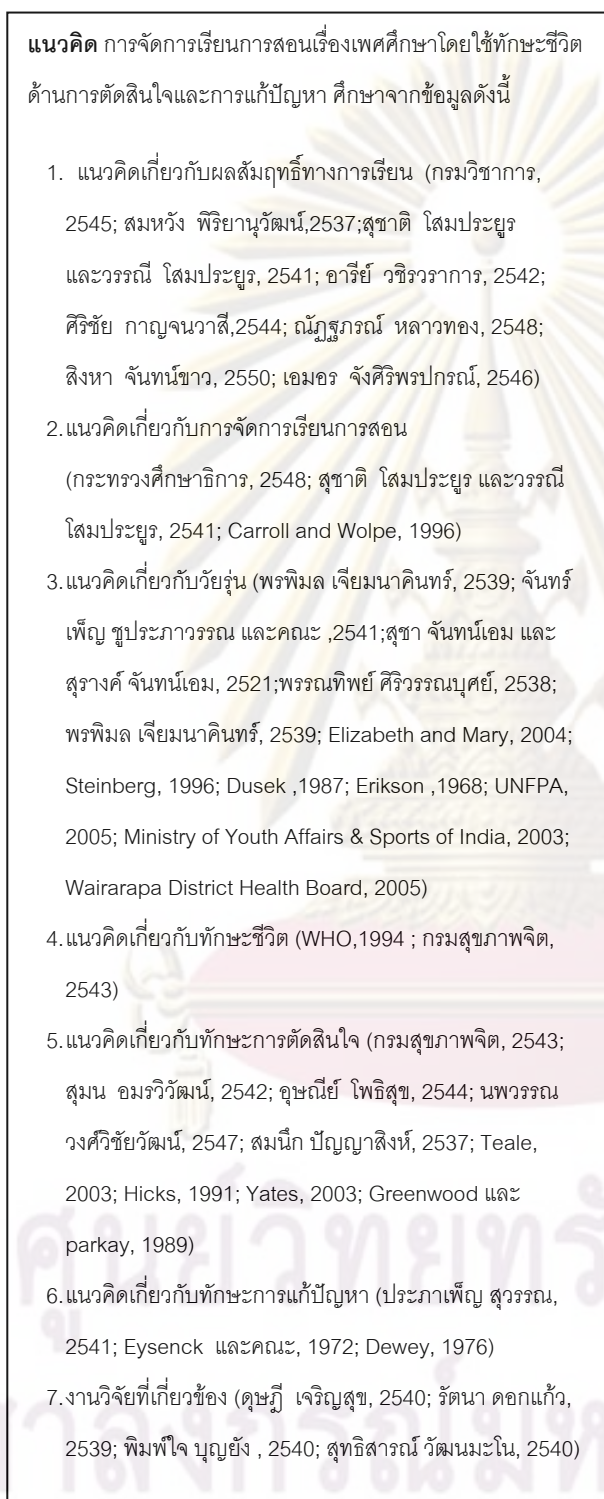 แนวคิด การจัดการเรียนการสอนเรื่องเพศศึกษาโดยใช้ทักษะชีวิต
ด้านการตัดสินใจและการแก้ปัญหา ศึกษาจากข้อมูลดังนี้
1. แนวคิดเกี่ยวกับผลสัมฤทธิ์ทางการเรียน (กรมวิชาการ,
2545; สมหวัง พิริยานุวัฒน์,2537;สุชาติ โสมประยูร
และวรรณี โสมประยูร, 2541; อารีย์ วชิรวราการ, 2542;
ศิริชัย กาญจนวาสี,2544; ณัฏฐภรณ์ หลาวทอง, 2548;
สิงหา จันทน์ขาว, 2550; เอมอร จังศิริพรปกรณ์, 2546)
2.แนวคิดเกี่ยวกับการจัดการเรียนการสอน
(กระทรวงศึกษาธิการ, 2548; สุชาติ โสมประยูร และวรรณี
โสมประยูร, 2541; Carroll and Wolpe, 1996)
3.แนวคิดเกี่ยวกับวัยรุ่น (พรพิมล เจียมนาคินทร์, 2539; จันทร์
เพ็ญ ชูประภาวรรณ และคณะ ,2541;สุชา จันทน์เอม และ
สุรางค์ จันทน์เอม, 2521;พรรณทิพย์ ศิริวรรณบุศย์, 2538;
พรพิมล เจียมนาคินทร์, 2539; Elizabeth and Mary, 2004;
Steinberg, 1996; Dusek ,1987; Erikson ,1968; UNFPA,
2005; Ministry of Youth Affairs & Sports of India, 2003;
Wairarapa District Health Board, 2005)
4.แนวคิดเกี่ยวกับทักษะชีวิต (WHO,1994 ; กรมสุขภาพจิต,
2543)
5.แนวคิดเกี่ยวกับทักษะการตัดสินใจ (กรมสุขภาพจิต, 2543;
สุมน อมรวิวัฒน์, 2542; อุษณีย์ โพธิสุข, 2544; นพวรรณ
วงศ์วิชัยวัฒน์, 2547; สมนึก ปัญญาสิงห์, 2537; Teale,
2003; Hicks, 1991; Yates, 2003; Greenwood และ
parkay, 1989)
6.แนวคิดเกี่ยวกับทักษะการแก้ปัญหา (ประภาเพ็ญ สุวรรณ,
2541; Eysenck และคณะ, 1972; Dewey, 1976)
7.งานวิจัยที่เกี่ยวข้อง (ดุษฎี เจริญสุข, 2540; รัตนา ดอกแก้ว,
2539; พิมพ์ใจ บุญยัง , 2540; สุทธิสารณ์ วัฒนมะโน, 2540)
ศูนย์วิทยทรั